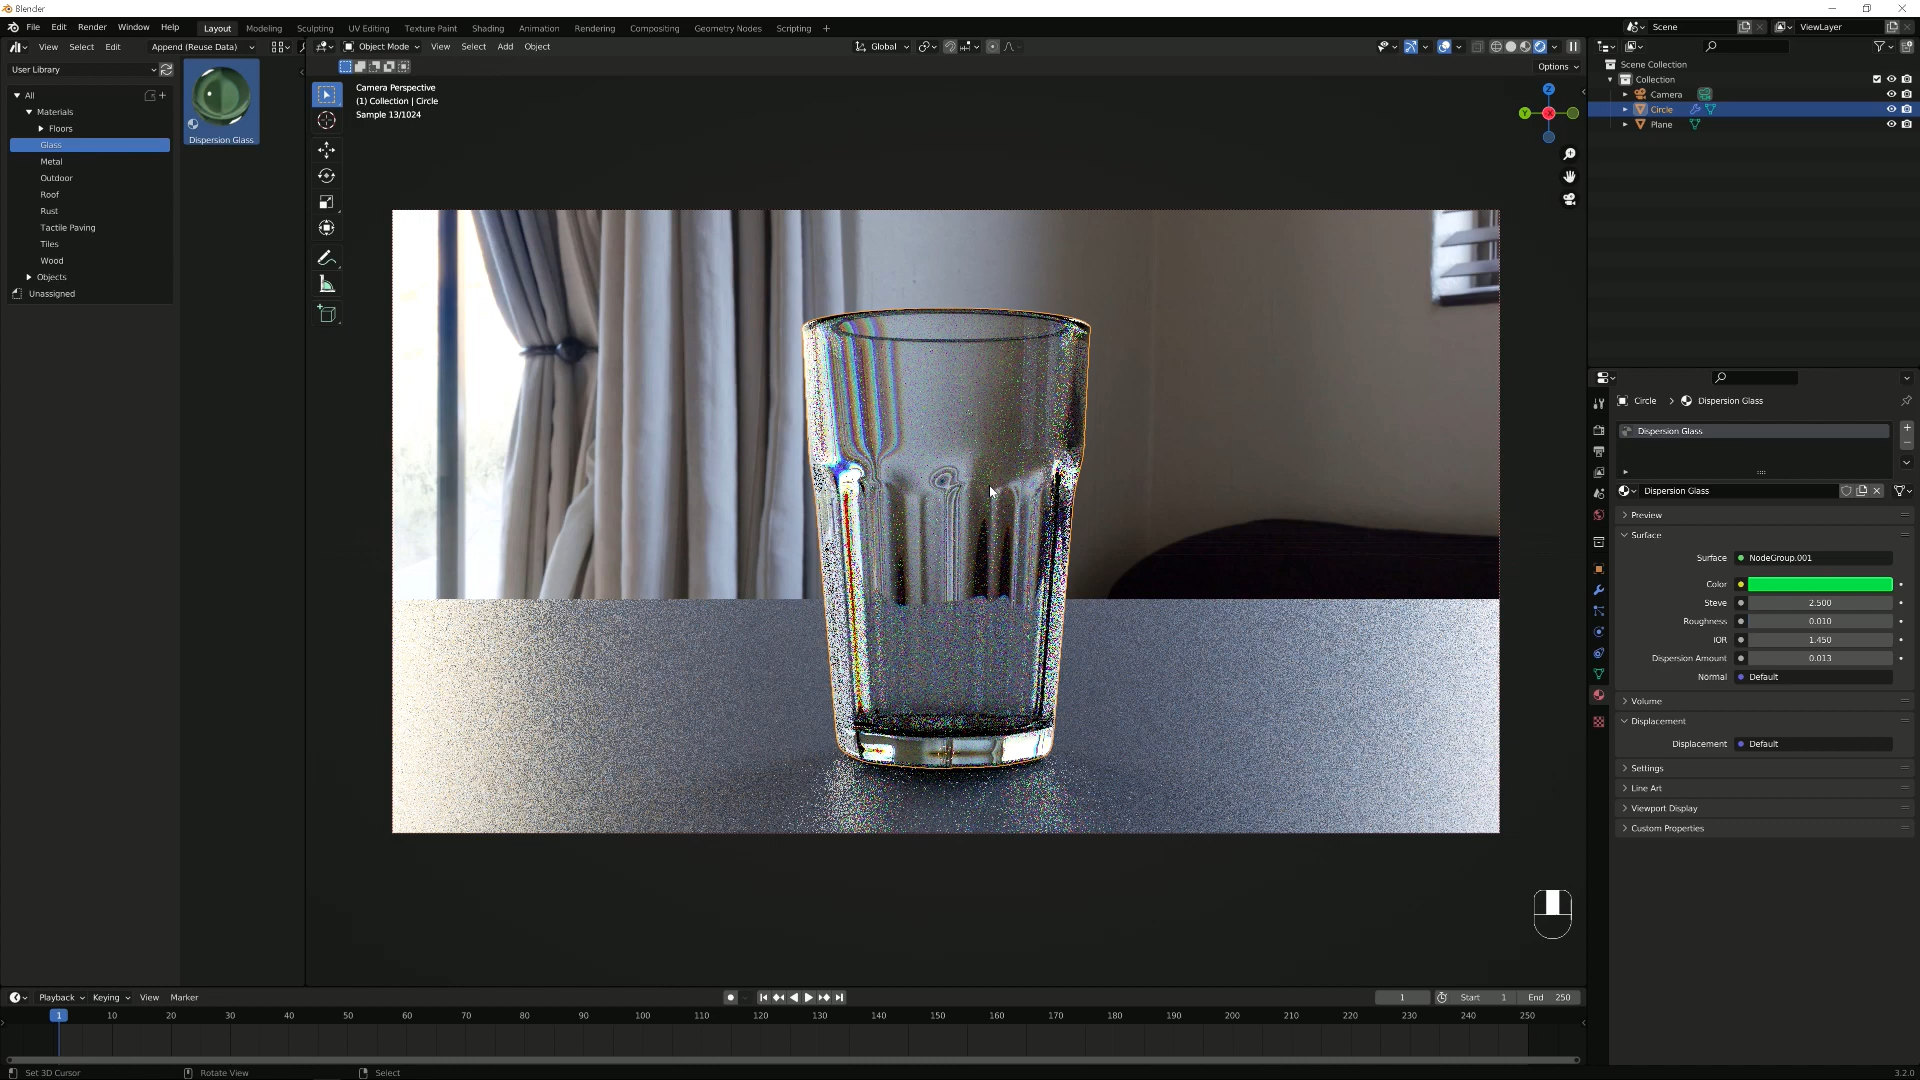 Blender
File Edit Render Window Help Layout Modeling Sculpting UV Editing Texture Paint Shading Animation Rendering Compositing Geometry Nodes Scripting + Scene ViewLayer
View Select Edit Append (Reuse Data) Object Mode View Select Add Object Global
User Library
Options
All
Materials
Floors
Glass
Metal
Outdoor
Roof
Rust
Tactile Paving
Tiles
Wood
Objects
Unassigned
Dispersion Glass
Camera Perspective
(1) Collection | Circle
Sample 13/1024
Z
Y
X
Scene Collection
Collection
Camera
Circle
Plane
Circle > Dispersion Glass
Dispersion Glass
Dispersion Glass
Preview
Surface
Surface NodeGroup.001
Color
Steve 2.500
Roughness 0.010
IOR 1.450
Dispersion Amount 0.013
Normal Default
Volume
Displacement
Displacement Default
Settings
Line Art
Viewport Display
Custom Properties
Playback Keying View Marker 1 Start 1 End 250
1 10 20 30 40 50 60 70 80 90 100 110 120 130 140 150 160 170 180 190 200 210 220 230 240 250
Set 3D Cursor Rotate View Select 3.2.0